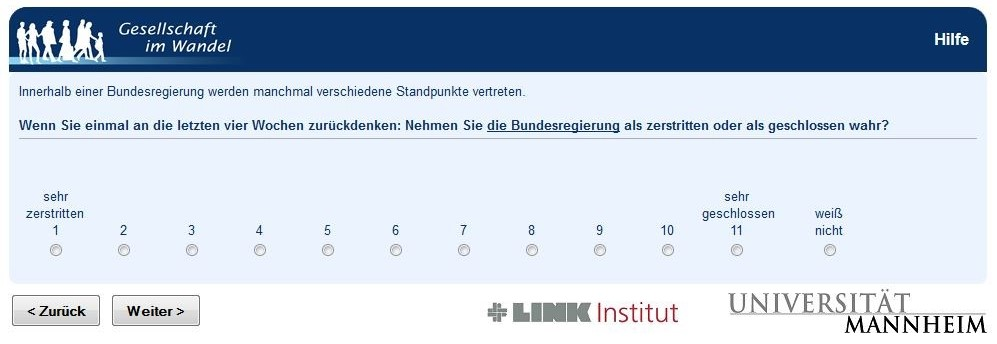 Gesellschaft
im Wandel
Hilfe
Innerhalb einer Bundesregierung werden manchmal verschiedene Standpunkte vertreten.
Wenn Sie einmal an die letzten vier Wochen zurückdenken: Nehmen Sie die Bundesregierung als zerstritten oder als geschlossen wahr?
sehr sehr
zerstritten geschlossen weiß
1 2 3 4 5 6 7 8 9 10 11 nicht
< Zurück Weiter >
LINK Institut
UNIVERSITÄT
MANNHEIM